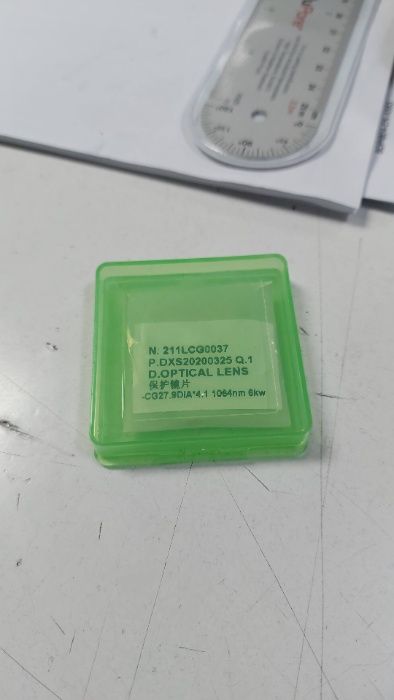 N. 211LCG0037
P.DXS20200325 Q.1
D.OPTICAL LENS
保护镜片
-CG27.9DIA*4.1 1064nm 6kw